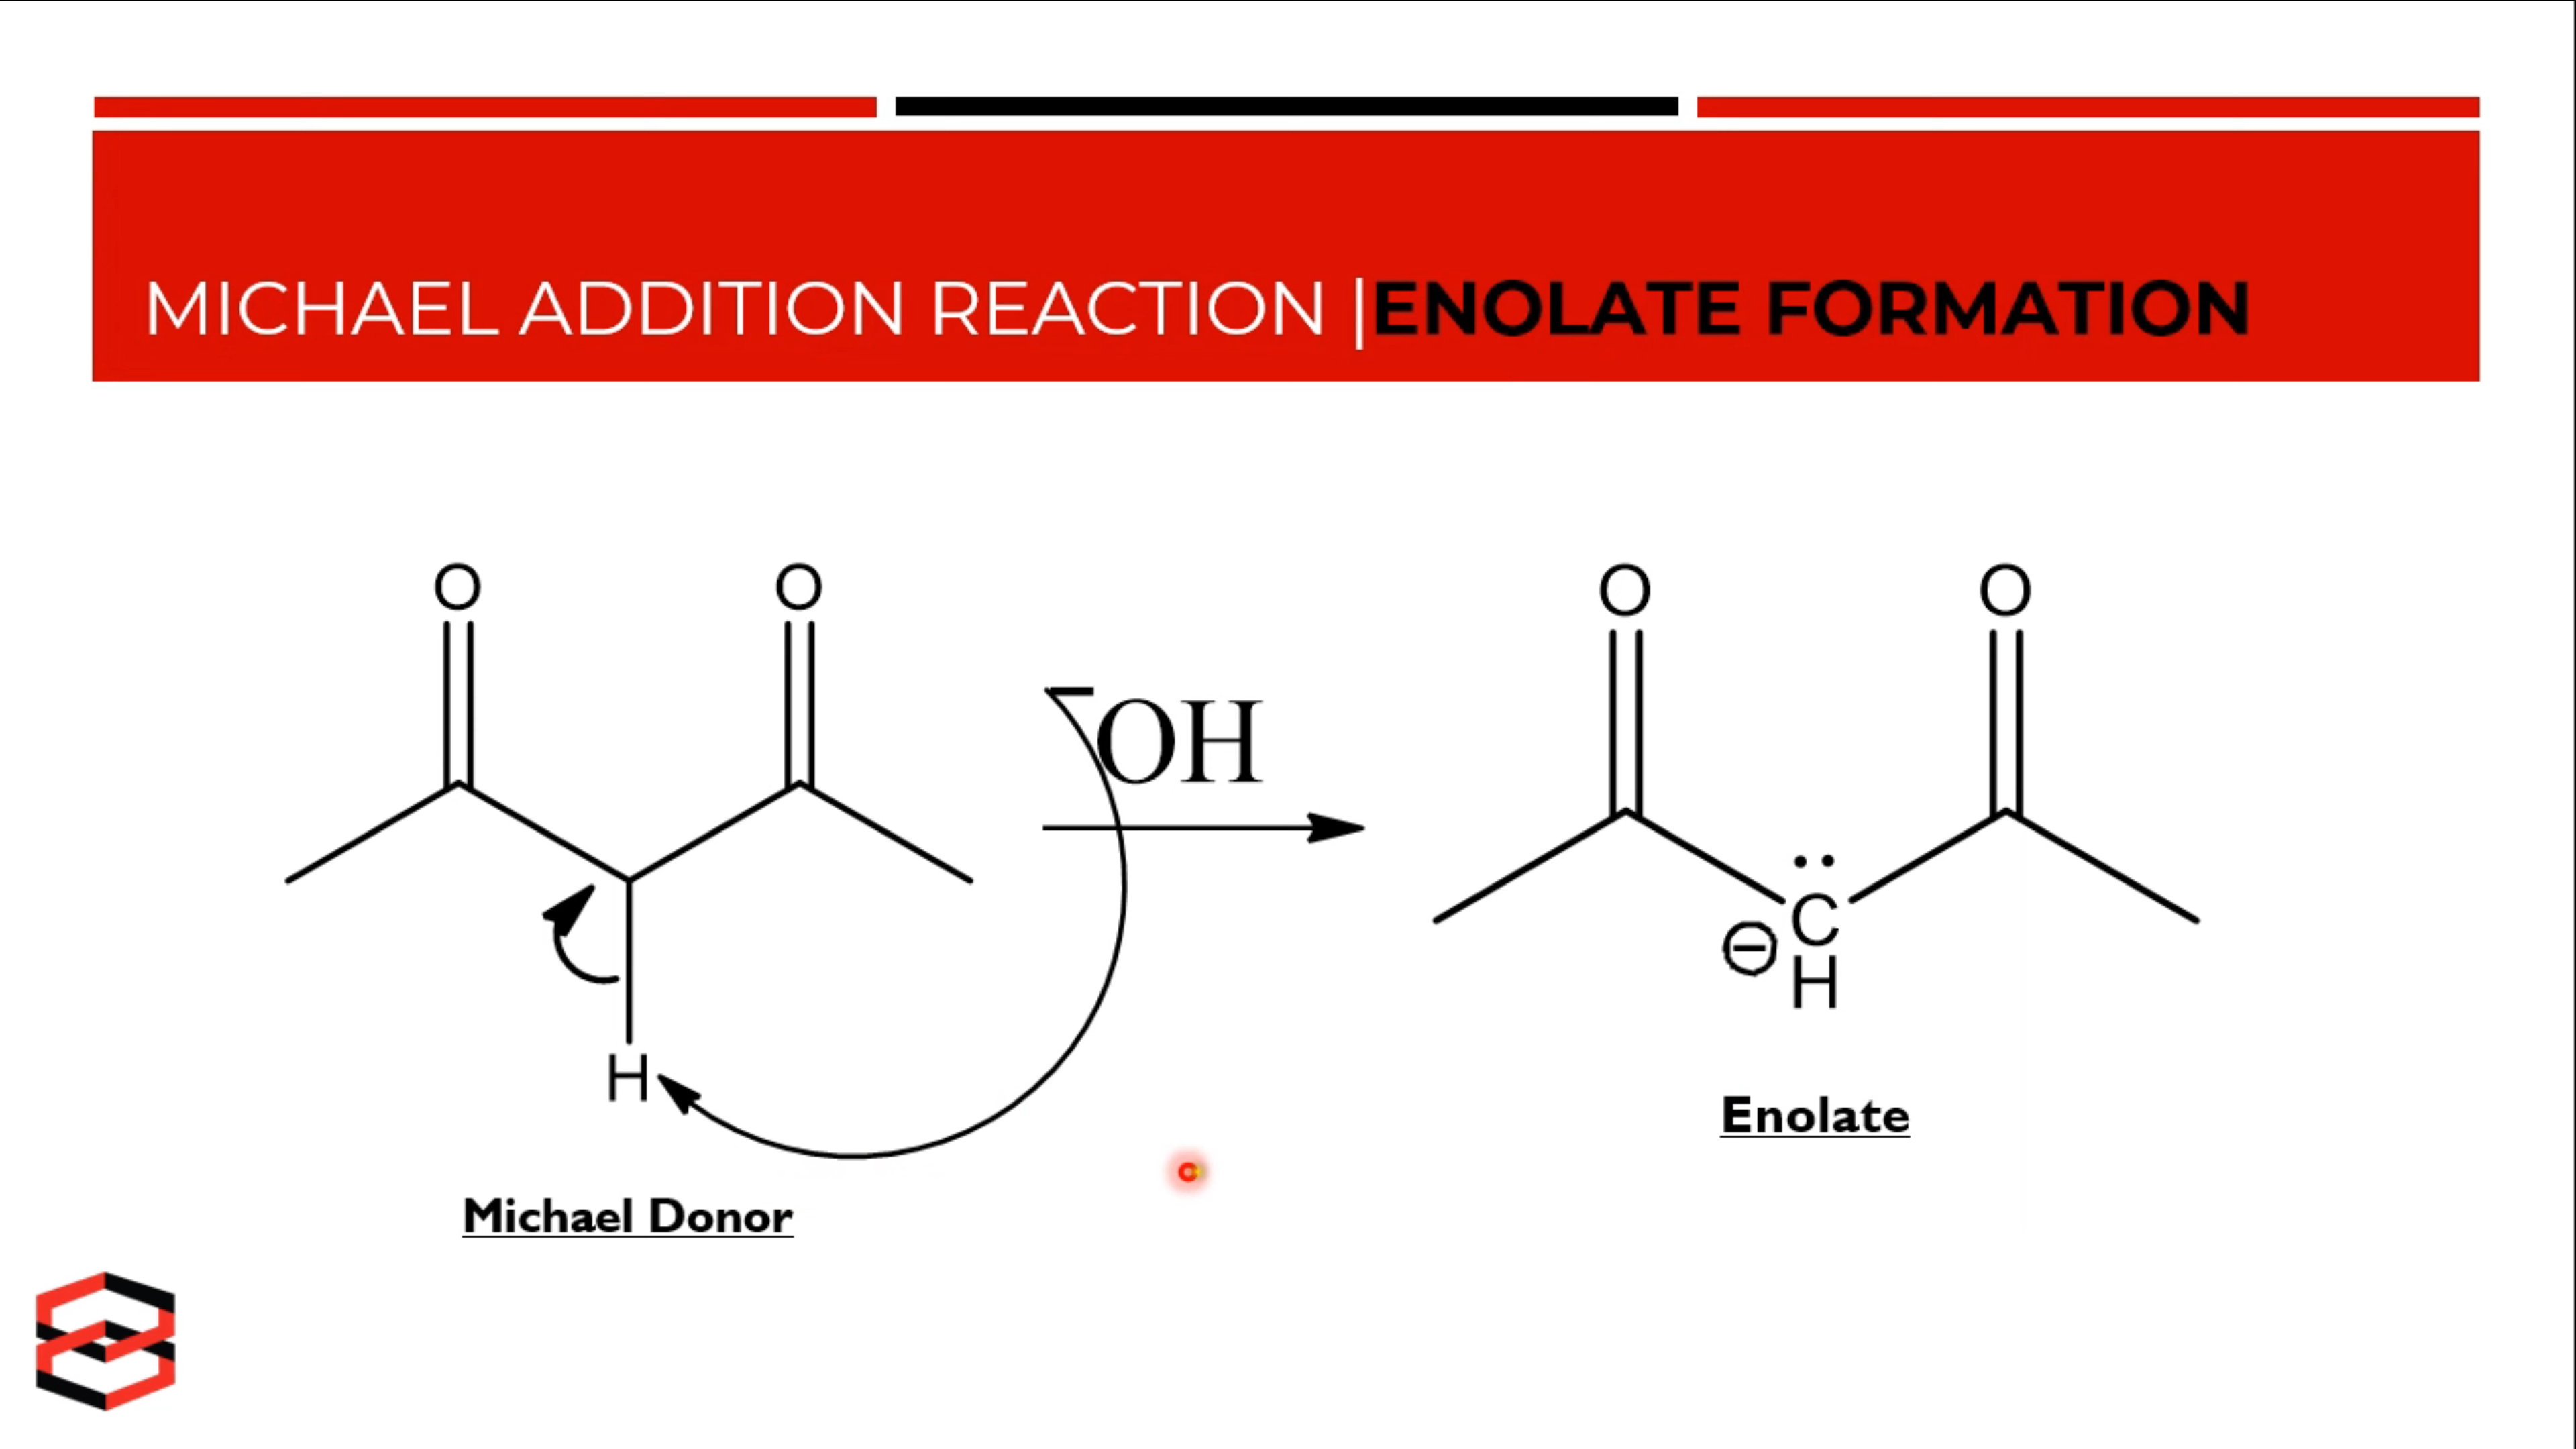 MICHAEL ADDITION REACTION |ENOLATE FORMATION
O O
O O
⁻OH
C
⊖
H
H
Enolate
Michael Donor